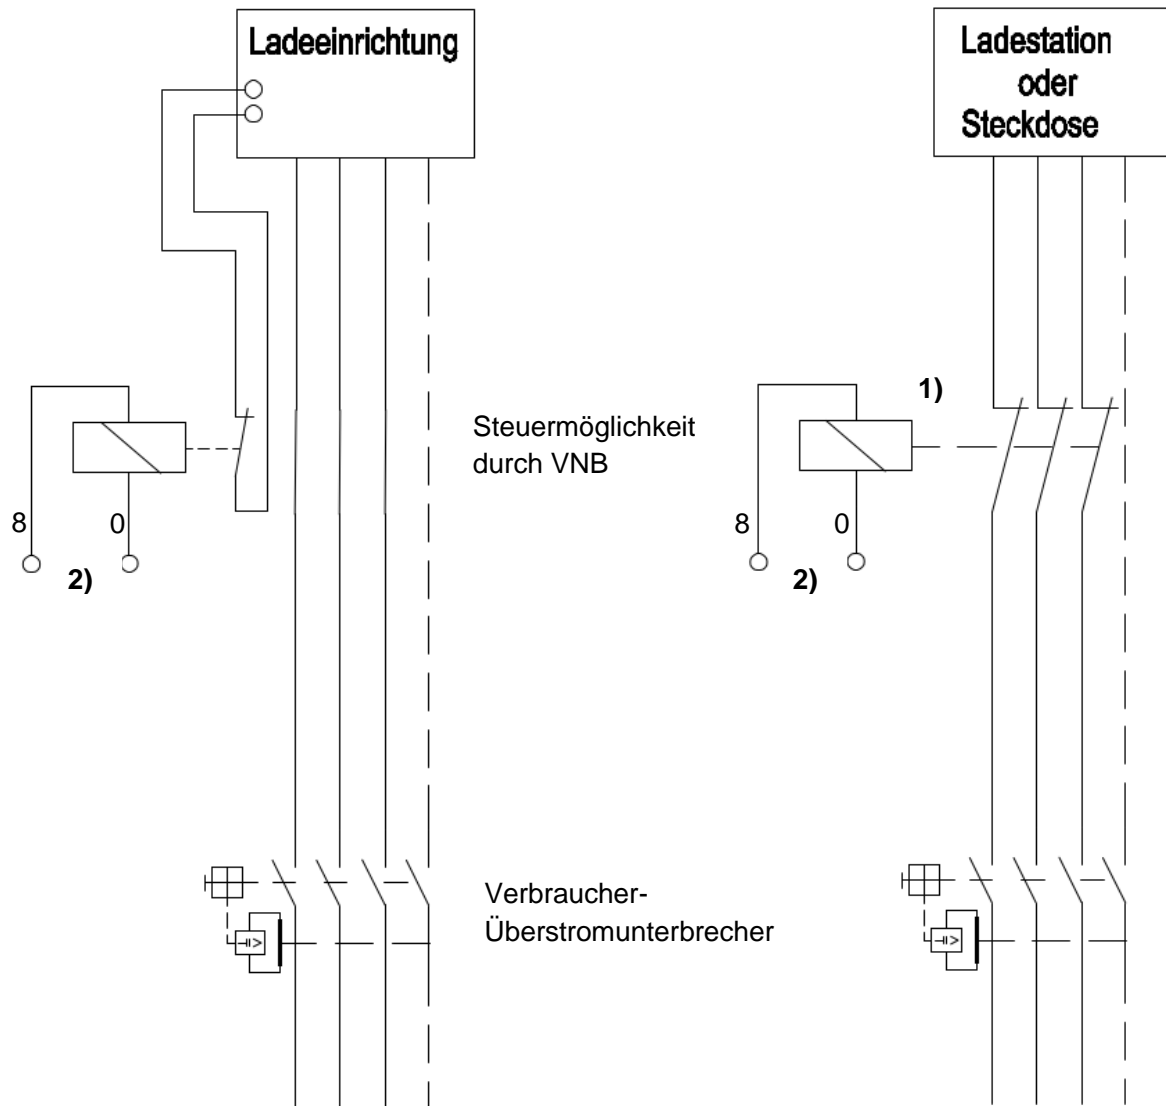 Ladeeinrichtung
Ladestation
oder
Steckdose
1)
Steuermöglichkeit
durch VNB
8
0
2)
8
0
2)
Verbraucher-
Überstromunterbrecher